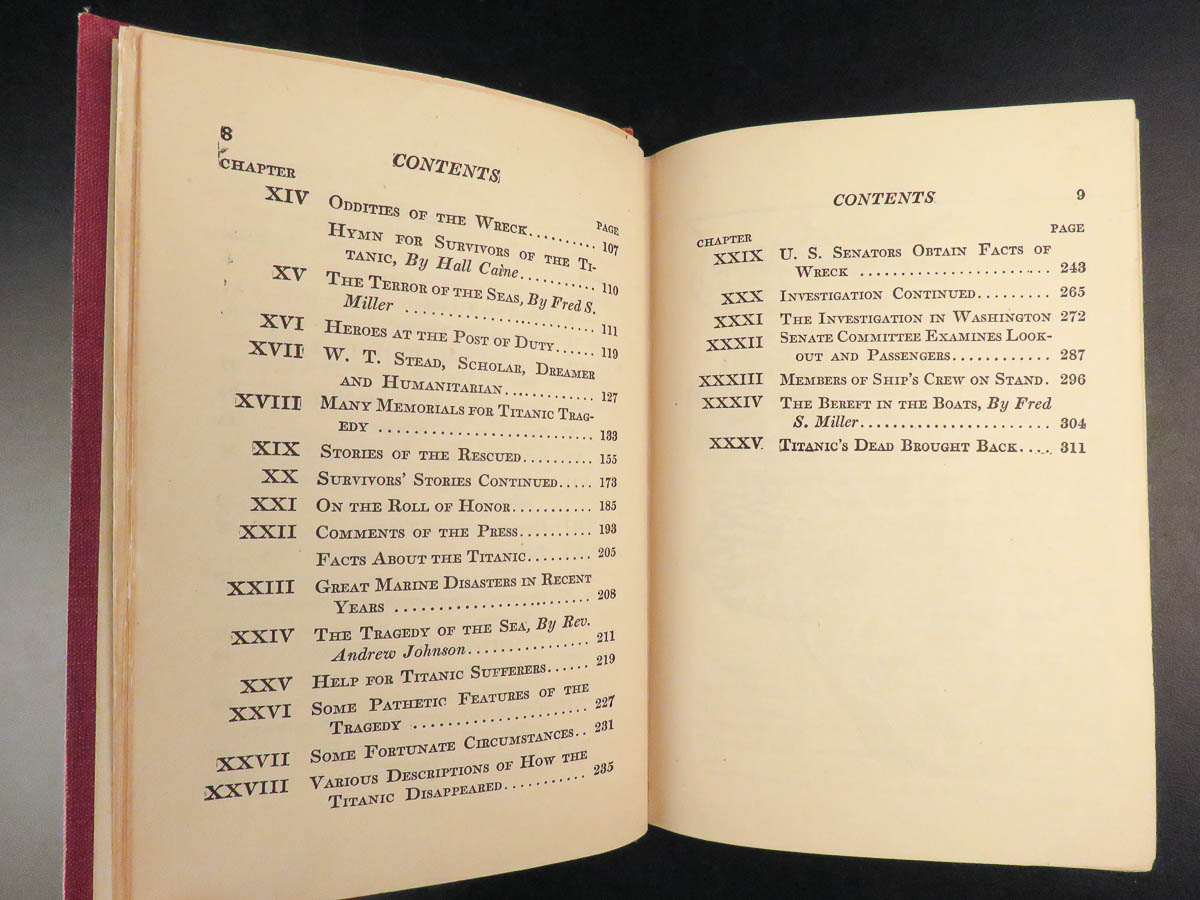 8
CONTENTS
CHAPTER
PAGE
XIV Oddities of the Wreck.......... 107
Hymn for Survivors of the Ti-
tanic, By Hall Caine........... 110
XV The Terror of the Seas, By Fred S.
Miller ........................... 111
XVI Heroes at the Post of Duty...... 119
XVII W. T. Stead, Scholar, Dreamer
and Humanitarian............. 127
XVIII Many Memorials for Titanic Trag-
edy ............................ 133
XIX Stories of the Rescued.......... 155
XX Survivors' Stories Continued..... 173
XXI On the Roll of Honor........... 185
XXII Comments of the Press.......... 193
Facts About the Titanic......... 205
XXIII Great Marine Disasters in Recent
Years ......................... 208
XXIV The Tragedy of the Sea, By Rev.
Andrew Johnson................ 211
XXV Help for Titanic Sufferers...... 219
XXVI Some Pathetic Features of the
Tragedy ....................... 227
XXVII Some Fortunate Circumstances.. 231
XXVIII Various Descriptions of How the
Titanic Disappeared........... 235
CONTENTS 9
CHAPTER PAGE
XXIX U. S. Senators Obtain Facts of
Wreck ......................... 243
XXX Investigation Continued......... 265
XXXI The Investigation in Washington 272
XXXII Senate Committee Examines Look-
out and Passengers............ 287
XXXIII Members of Ship's Crew on Stand. 296
XXXIV The Bereft in the Boats, By Fred
S. Miller........................ 304
XXXV Titanic's Dead Brought Back..... 311